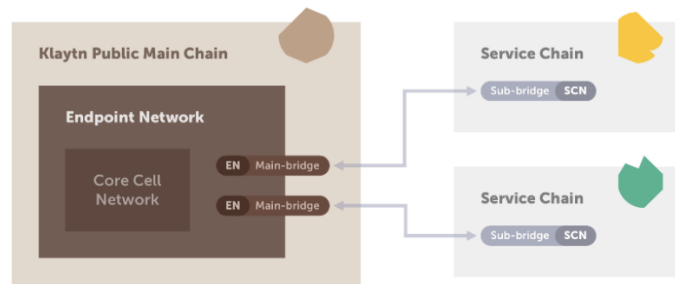 Klaytn Public Main Chain
Endpoint Network
Core Cell
Network
EN Main-bridge
EN Main-bridge
Service Chain
Sub-bridge SCN
Service Chain
Sub-bridge SCN